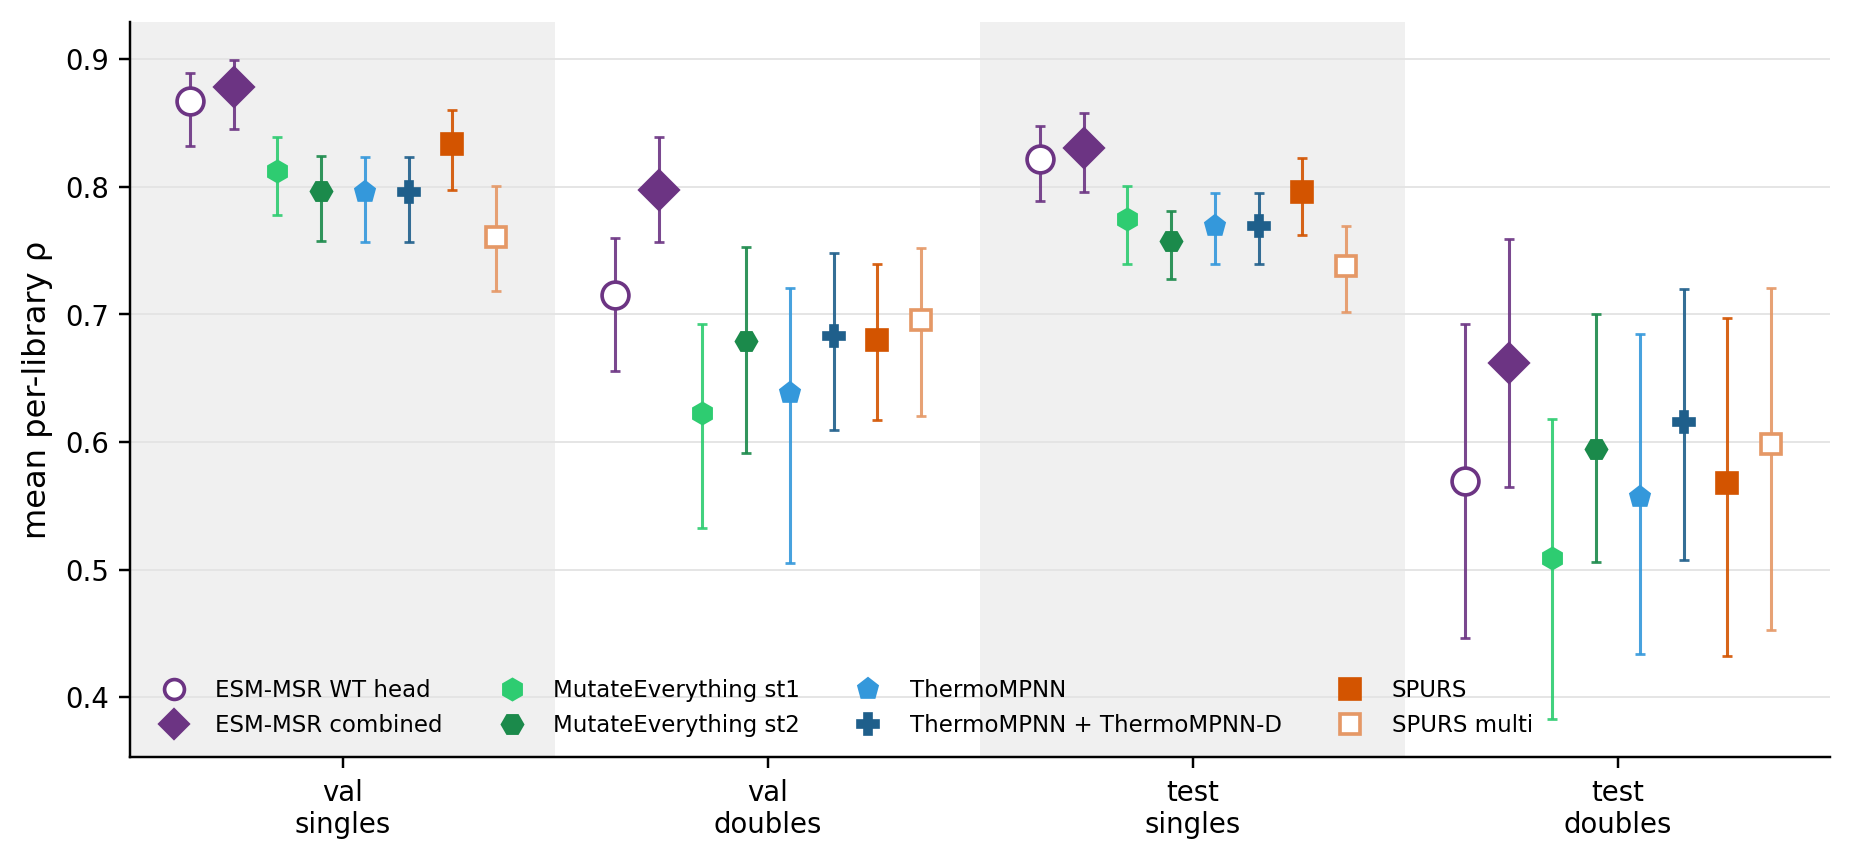 mean per-library ρ
0.9
0.8
0.7
0.6
0.5
0.4
ESM-MSR WT head
ESM-MSR combined
MutateEverything st1
MutateEverything st2
ThermoMPNN
ThermoMPNN + ThermoMPNN-D
SPURS
SPURS multi
val
singles
val
doubles
test
singles
test
doubles